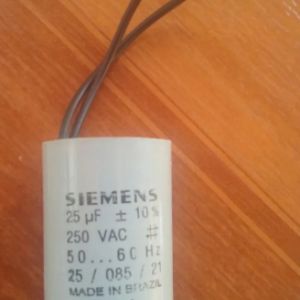 SIEMENS
25 µF ± 10%
250 VAC #
50...60 Hz
25 / 085 / 21
MADE IN BRAZIL